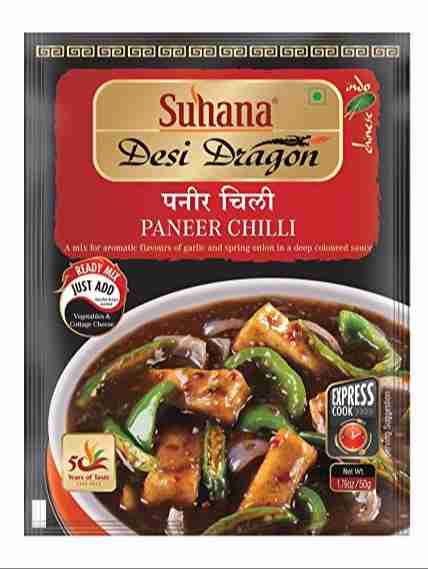 indo
chinese
Suhana®
Desi Dragon
पनीर चिली
PANEER CHILLI
A mix for aromatic flavours of garlic and spring onion in a deep coloured sauce
READY MIX
JUST ADD
Vegetables &
Cottage Cheese
EXPRESS
COOK
Serving Suggestion
50
Years of Taste
Net Wt.
1.76oz / 50g